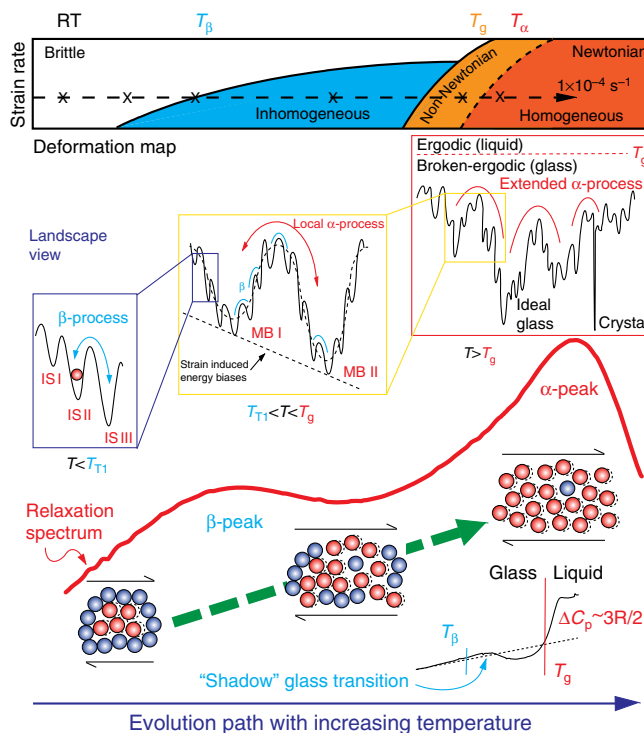 RT
Tβ
Tg
Tα
Strain rate
Brittle
Newtonian
Non-Newtonian
1×10⁻⁴ s⁻¹
Inhomogeneous
Homogeneous
Deformation map
Ergodic (liquid)
Tg
Broken-ergodic (glass)
Extended α-process
Ideal
glass
Crystal
T>Tg
Landscape
view
Local α-process
β
MB I
MB II
Strain induced
energy biases
TT1<T<Tg
β-process
IS I
IS II
IS III
T<TT1
α-peak
Relaxation
spectrum
β-peak
Glass
Liquid
ΔCp~3R/2
Tβ
Tg
“Shadow” glass transition
Evolution path with increasing temperature